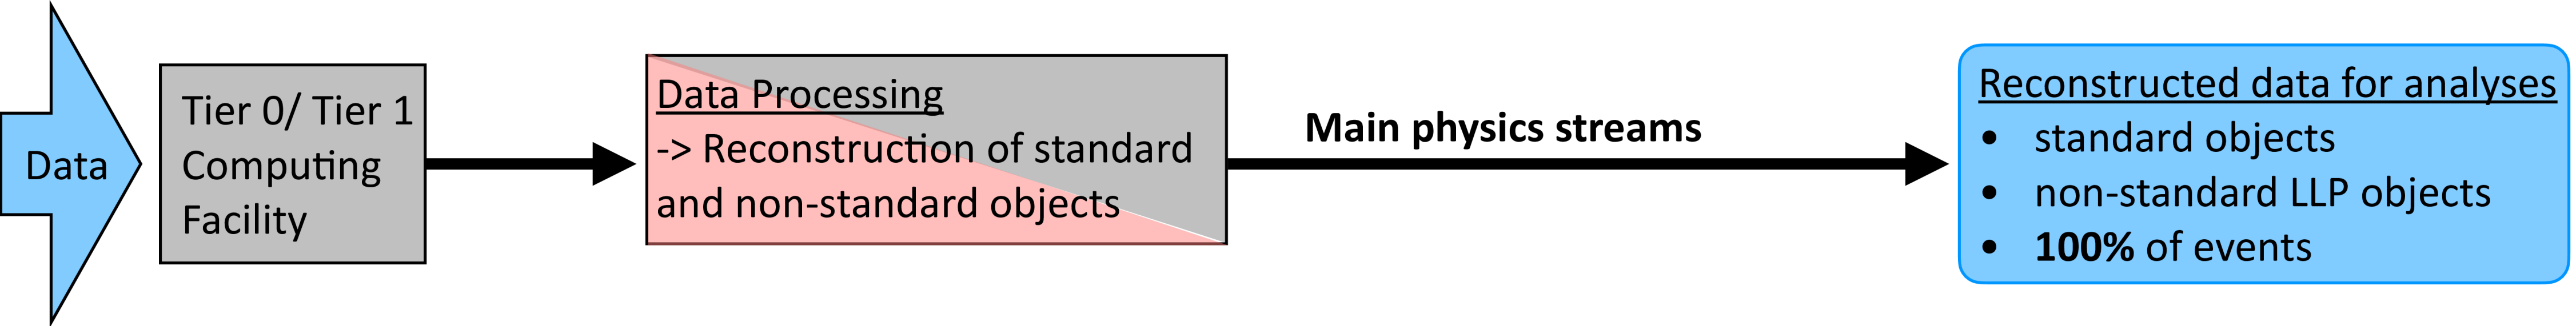 Data
Tier 0/ Tier 1
Computing
Facility
Data Processing
-> Reconstruction of standard
and non-standard objects
Main physics streams
Reconstructed data for analyses
• standard objects
• non-standard LLP objects
• 100% of events